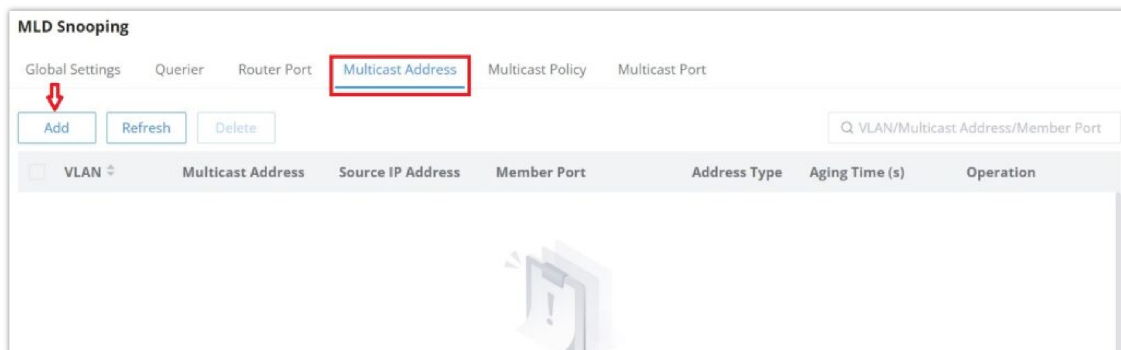 MLD Snooping
Global Settings Querier Router Port Multicast Address Multicast Policy Multicast Port
Add Refresh Delete VLAN/Multicast Address/Member Port
VLAN Multicast Address Source IP Address Member Port Address Type Aging Time (s) Operation